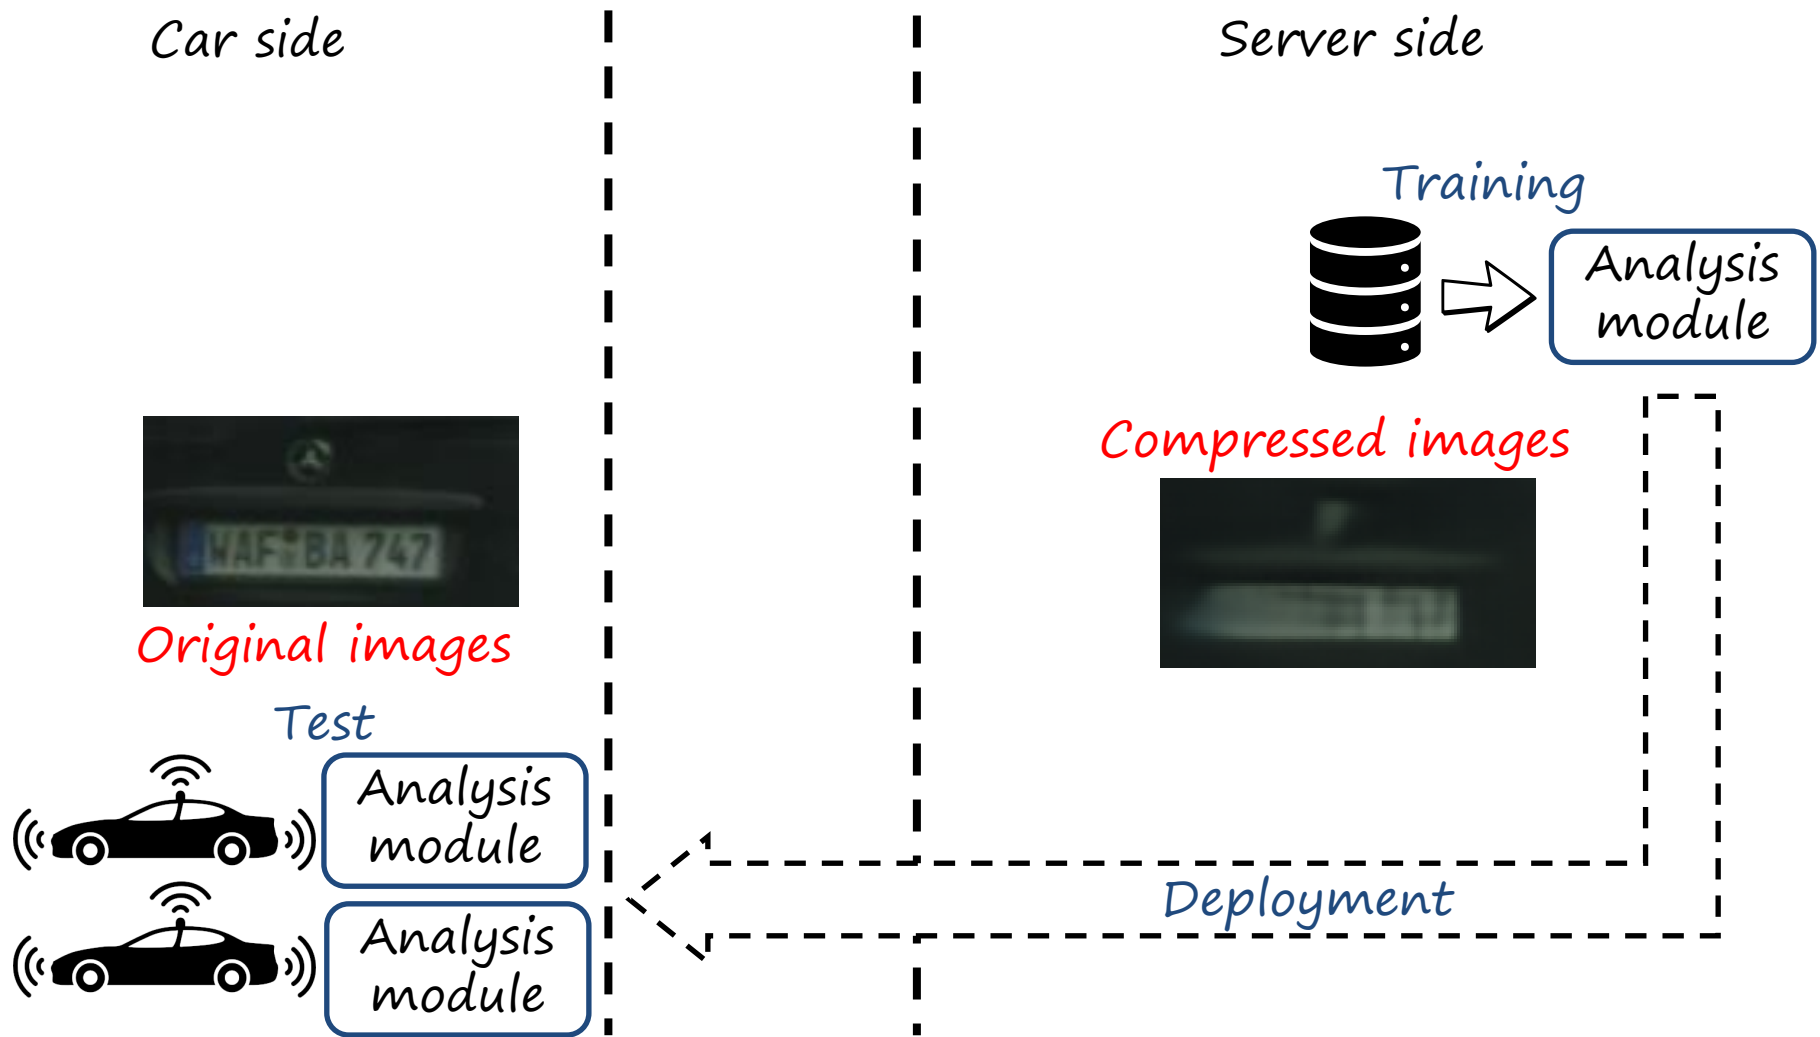 Car side
Server side
Training
Analysis
module
Compressed images
WAF BA 747
Original images
Test
Analysis
module
Deployment
Analysis
module